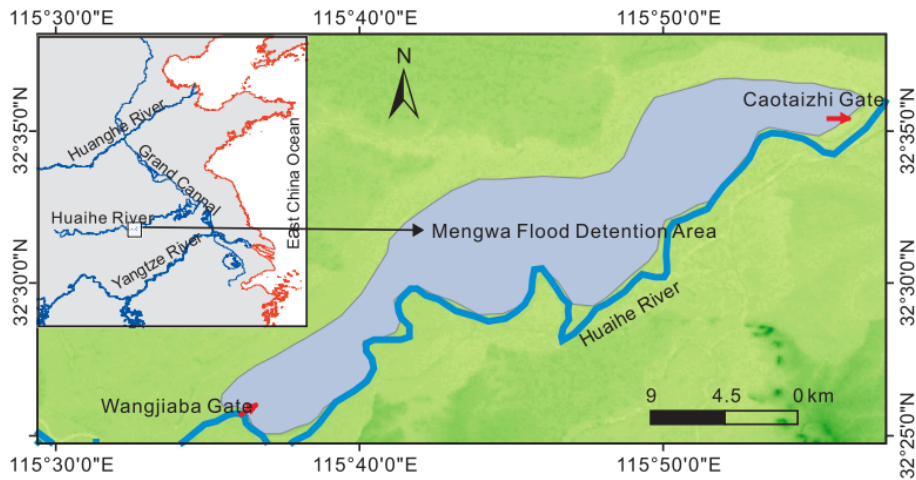 115°30'0"E
115°40'0"E
115°50'0"E
N
Caotaizhi Gate
32°35'0"N
32°35'0"N
Huanghe River
Grand Cannal
East China Ocean
Huaihe River
Mengwa Flood Detention Area
Yangtze River
32°30'0"N
32°30'0"N
Huaihe River
Wangjiaba Gate
9 4.5 0 km
32°25'0"N
115°30'0"E
115°40'0"E
115°50'0"E